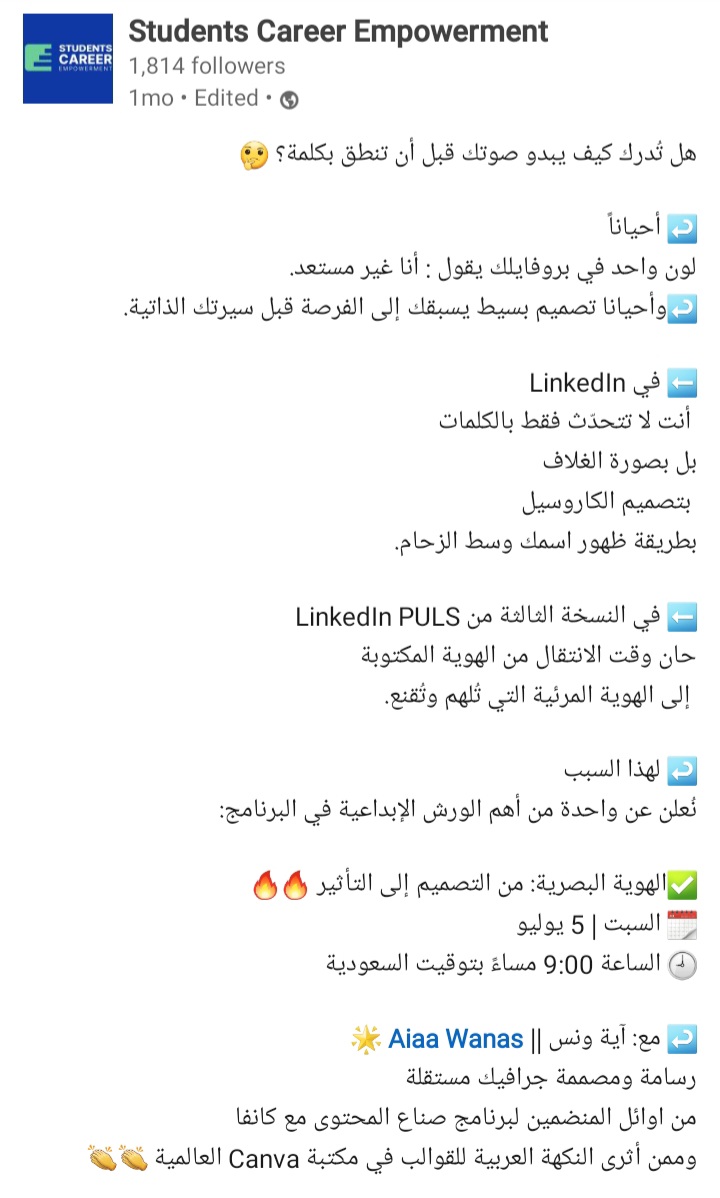 STUDENTS
CAREER
EMPOWERMENT
Students Career Empowerment
1,814 followers
1mo • Edited •
هل تُدرك كيف يبدو صوتك قبل أن تنطق بكلمة؟ 🤔
↩️ أحياناً
لون واحد في بروفايلك يقول : أنا غير مستعد.
↩️وأحيانا تصميم بسيط يسبقك إلى الفرصة قبل سيرتك الذاتية.
⬅️ في LinkedIn
أنت لا تتحدّث فقط بالكلمات
بل بصورة الغلاف
بتصميم الكاروسيل
بطريقة ظهور اسمك وسط الزحام.
⬅️ في النسخة الثالثة من LinkedIn PULS
حان وقت الانتقال من الهوية المكتوبة
إلى الهوية المرئية التي تُلهم وتُقنع.
↩️ لهذا السبب
نُعلن عن واحدة من أهم الورش الإبداعية في البرنامج:
✅الهوية البصرية: من التصميم إلى التأثير 🔥🔥
🗓️ السبت | 5 يوليو
🕘 الساعة 9:00 مساءً بتوقيت السعودية
↩️ مع: آية ونس || Aiaa Wanas 🌟
رسامة ومصممة جرافيك مستقلة
من اوائل المنضمين لبرنامج صناع المحتوى مع كانفا
وممن أثرى النكهة العربية للقوالب في مكتبة Canva العالمية 👏👏